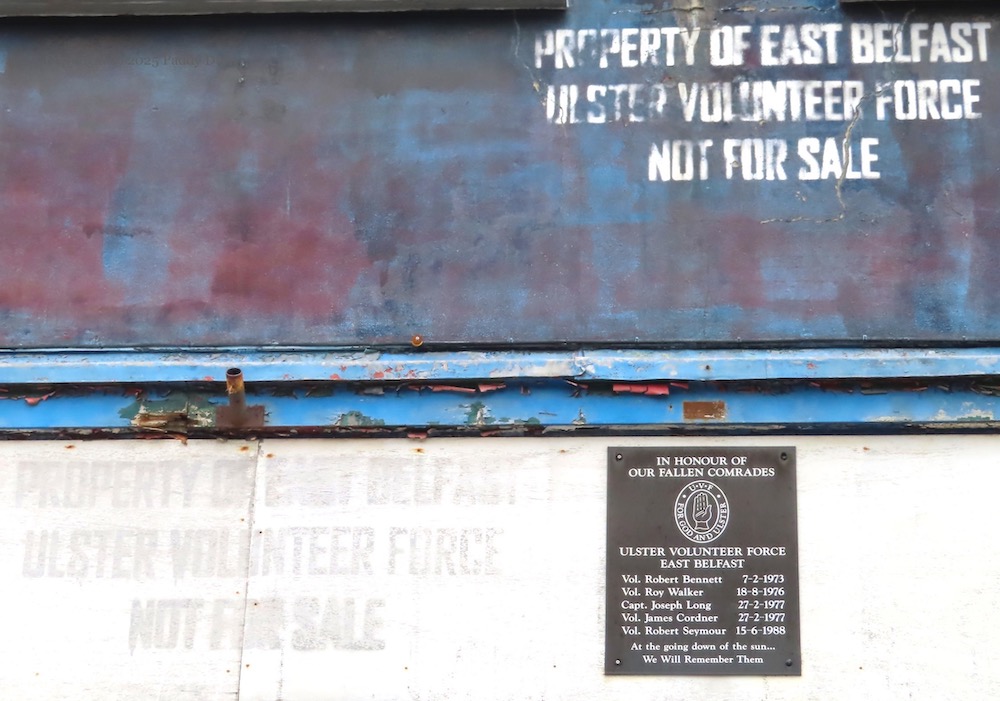 PROPERTY OF EAST BELFAST
ULSTER VOLUNTEER FORCE
NOT FOR SALE
PROPERTY OF EAST BELFAST
ULSTER VOLUNTEER FORCE
NOT FOR SALE
IN HONOUR OF
OUR FALLEN COMRADES
U•V•F
FOR GOD AND ULSTER
ULSTER VOLUNTEER FORCE
EAST BELFAST
Vol. Robert Bennett 7-2-1973
Vol. Roy Walker 18-8-1976
Capt. Joseph Long 27-2-1977
Vol. James Cordner 27-2-1977
Vol. Robert Seymour 15-6-1988
At the going down of the sun...
We Will Remember Them